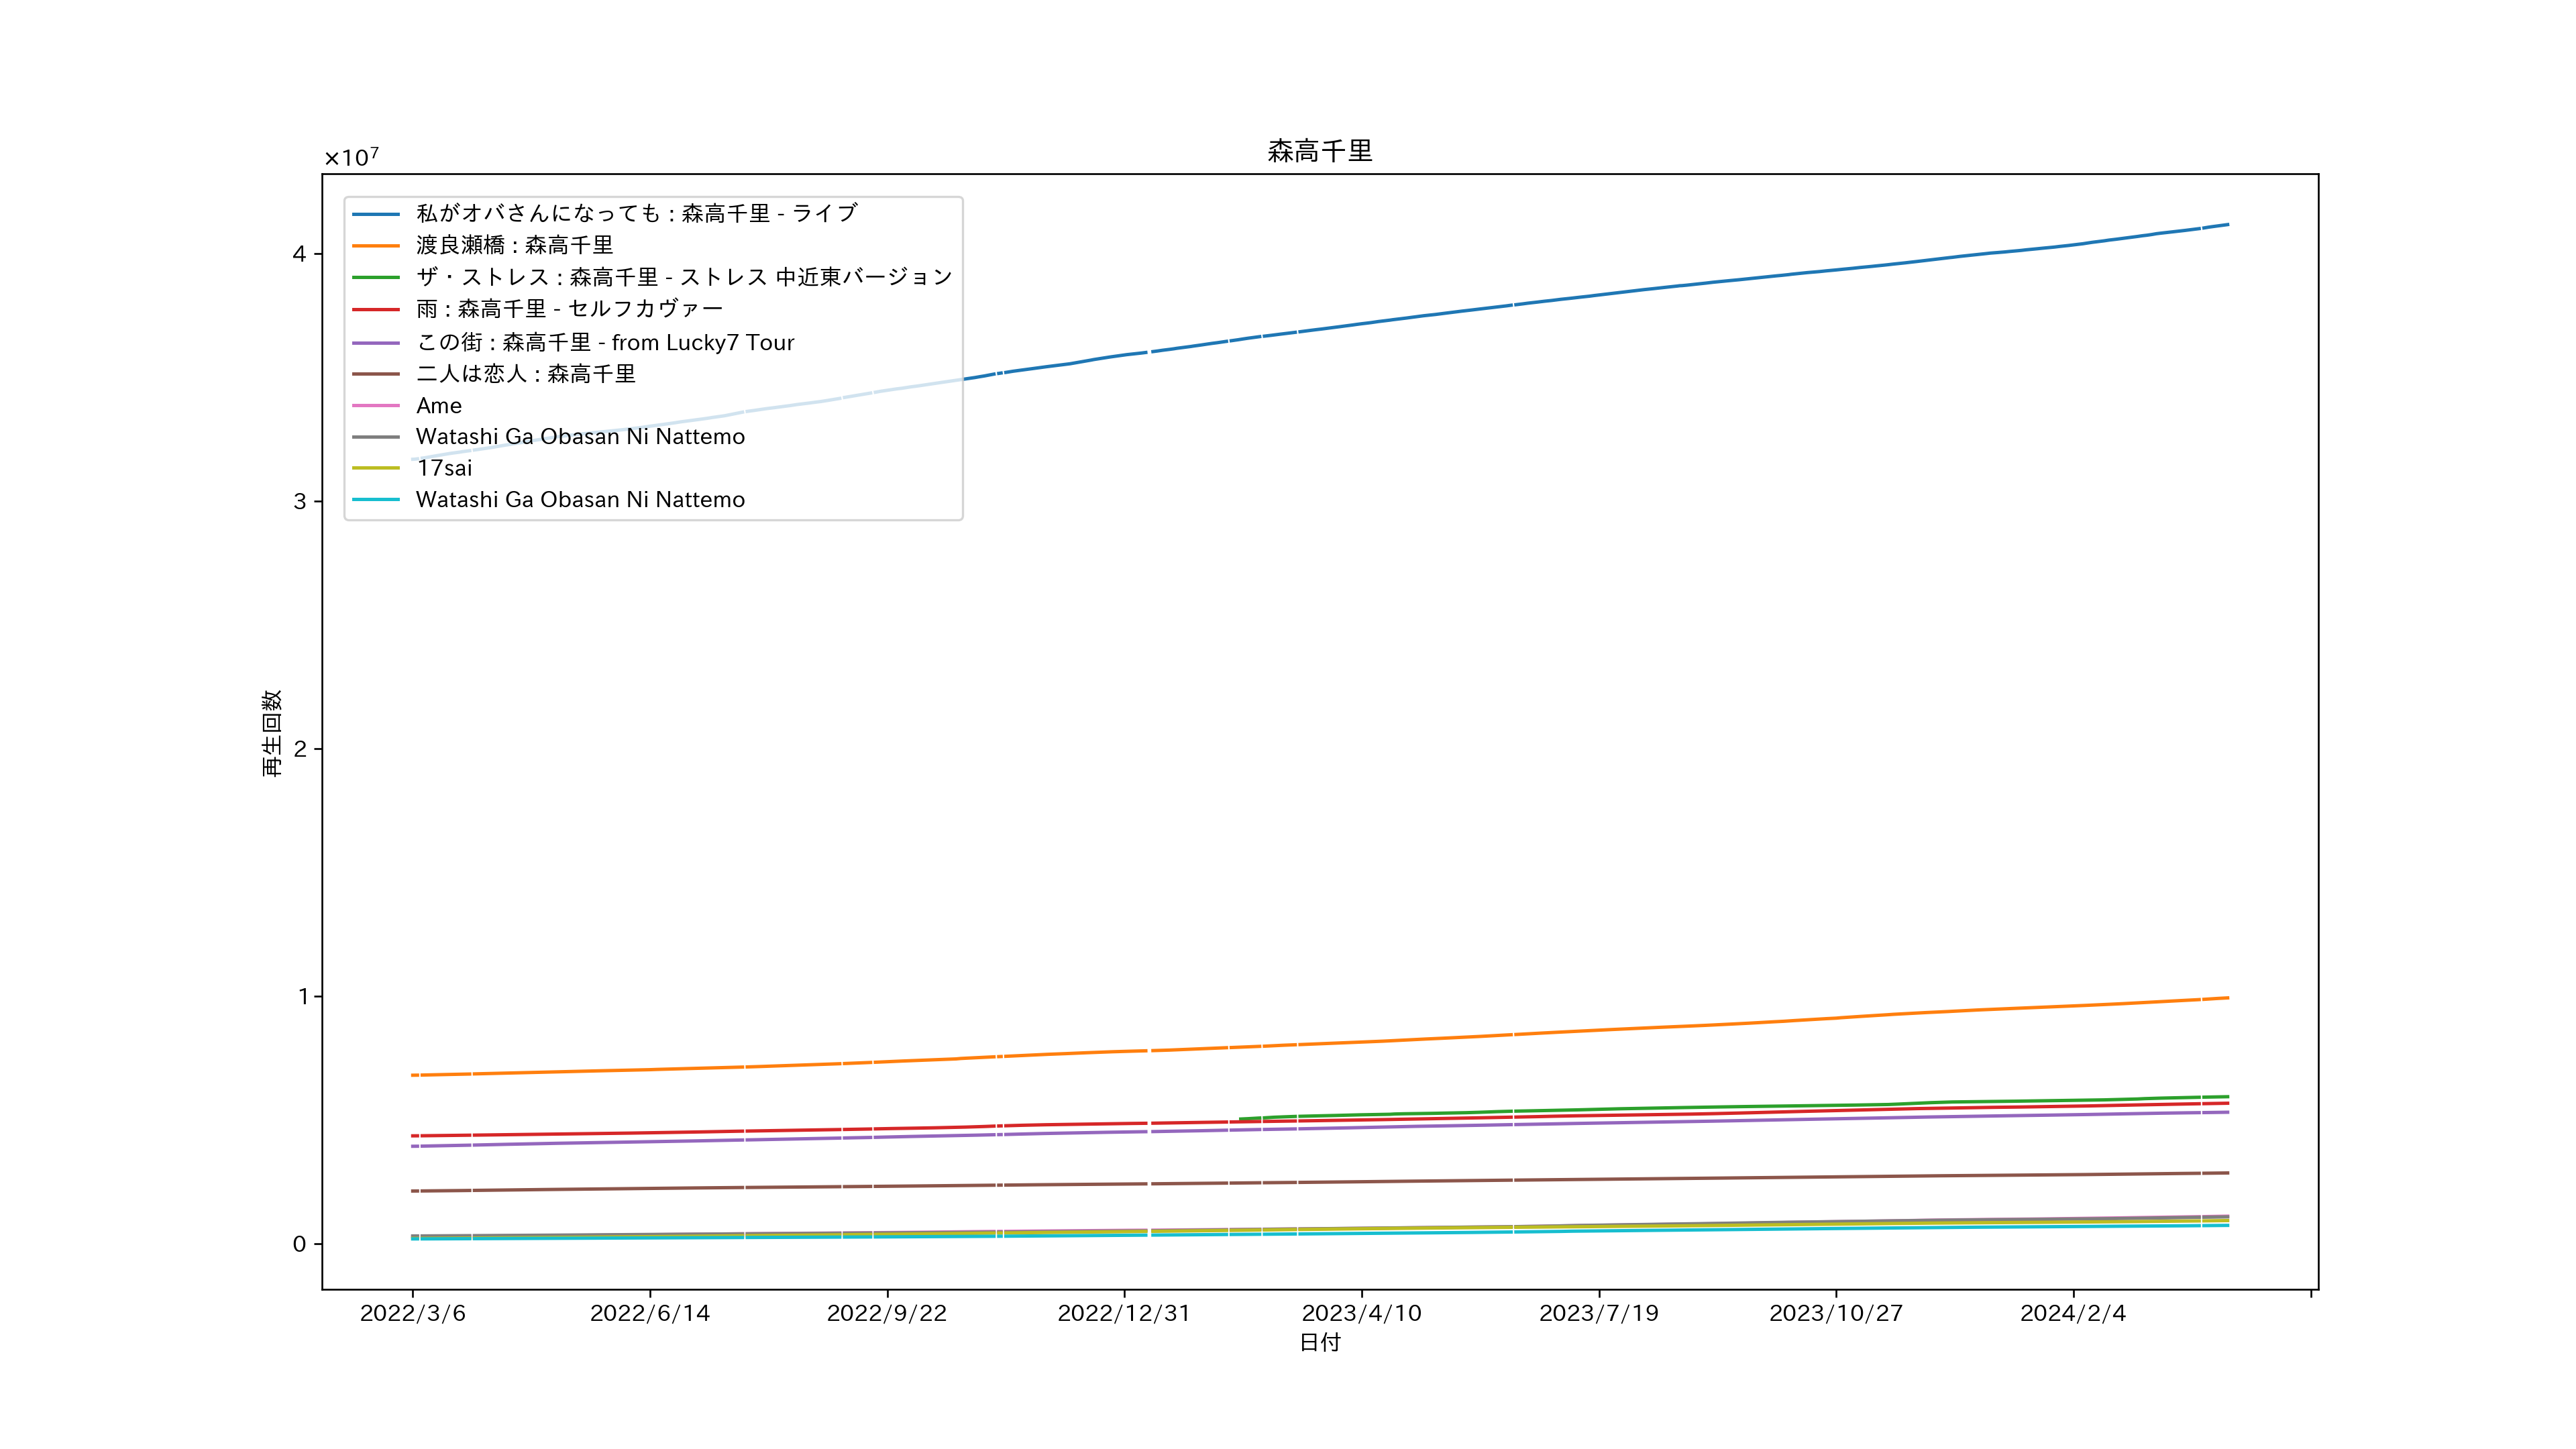 森高千里
×10⁷
私がオバさんになっても : 森高千里 - ライブ
渡良瀬橋 : 森高千里
ザ・ストレス : 森高千里 - ストレス 中近東バージョン
雨 : 森高千里 - セルフカヴァー
この街 : 森高千里 - from Lucky7 Tour
二人は恋人 : 森高千里
Ame
Watashi Ga Obasan Ni Nattemo
17sai
Watashi Ga Obasan Ni Nattemo
4
3
2
1
0
再生回数
2022/3/6
2022/6/14
2022/9/22
2022/12/31
2023/4/10
2023/7/19
2023/10/27
2024/2/4
日付